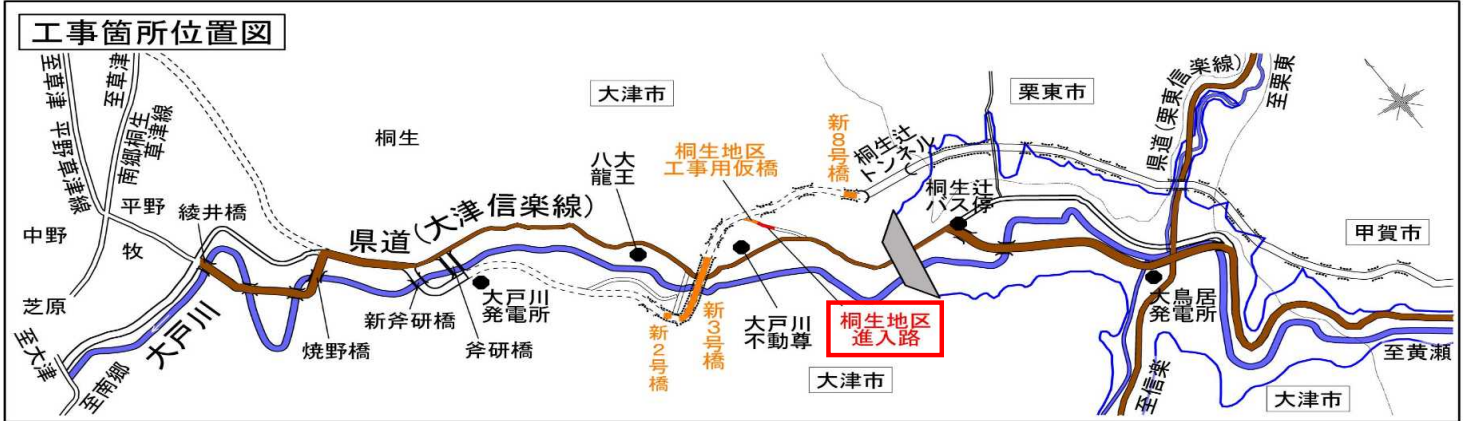 工事箇所位置図
至草津
平野草津線
至草津
南郷桐生
草津線
中野
平野
牧
芝原
綾井橋
至大津
至南郷
大戸川
焼野橋
県道(大津信楽線)
桐生
新斧研橋
斧研橋
大戸川
発電所
八大
龍王
大津市
新2号橋
新3号橋
桐生地区
工事用仮橋
大戸川
不動尊
新8号橋
桐生辻
トンネル
桐生地区
進入路
大津市
桐生辻
バス停
栗東市
県道(栗東信楽線)
至栗東
大鳥居
発電所
至信楽
甲賀市
至黄瀬
大津市